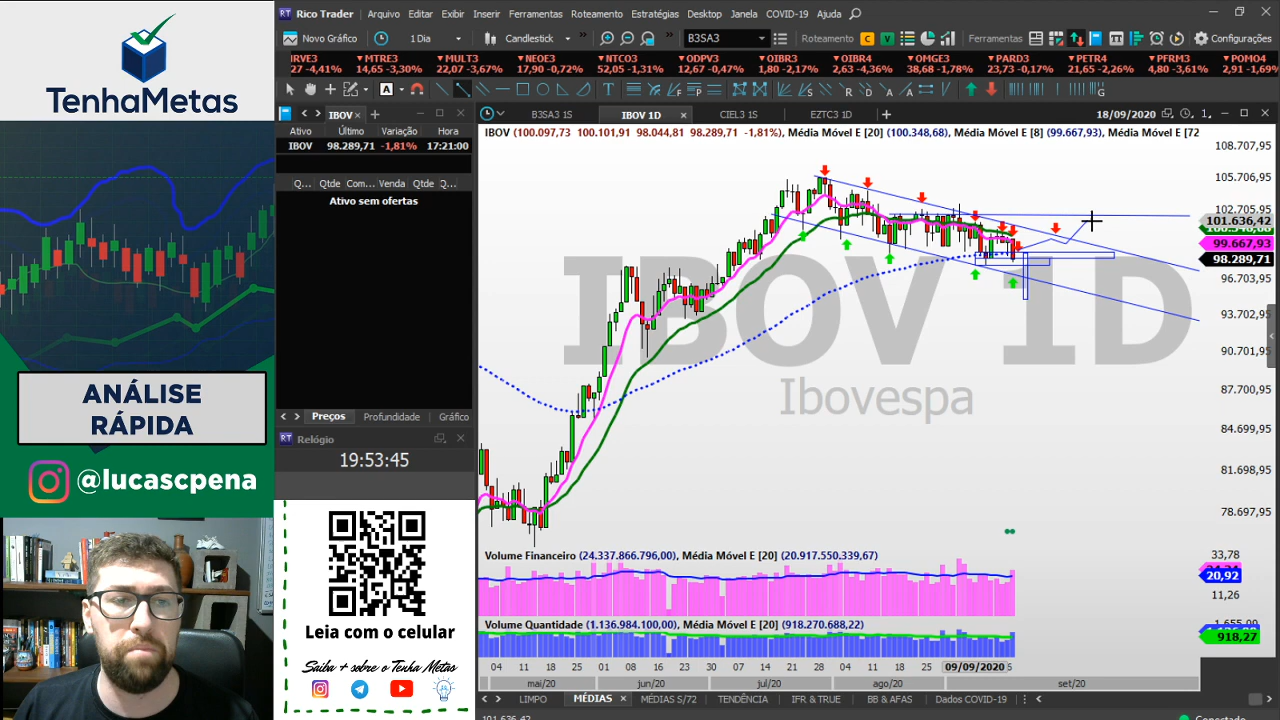 TenhaMetas
ANÁLISE
RÁPIDA
@lucascpena
Rico Trader Arquivo Editar Exibir Inserir Ferramentas Roteamento Estratégias Desktop Janela COVID-19 Ajuda
Novo Gráfico 1 Dia Candlestick B3SA3 Roteamento Ferramentas Configurações
IRVE3 MTRE3 MULT3 NEOE3 NTCO3 ODPV3 OIBR3 OIBR4 OMGE3 PARD3 PETR4 PFRM3 POMO4
27 -4,41% 14,65 -3,30% 22,07 -3,67% 17,90 -0,72% 52,05 -1,31% 12,67 -0,47% 1,80 -2,17% 2,63 -4,36% 38,68 -1,78% 23,73 -0,17% 21,65 -2,26% 4,80 -3,61% 2,91 -1,69
IBOV
Ativo Último Variação Hora
IBOV 98.289,71 -1,81% 17:21:00
Q... Qtde Com... Venda Qtde Q...
Ativo sem ofertas
Preços Profundidade Gráfico
Relógio
19:53:45
Leia com o celular
Saiba + sobre o Tenha Metas
B3SA3 1S IBOV 1D CIEL3 1S EZTC3 1D 18/09/2020
IBOV (100.097,73 100.101,91 98.044,81 98.289,71 -1,81%), Média Móvel E [20] (100.348,68), Média Móvel E [8] (99.667,93), Média Móvel E [72
108.707,95
105.706,95
102.705,95
101.636,42
99.667,93
98.289,71
96.703,95
93.702,95
90.701,95
87.700,95
84.699,95
81.698,95
78.697,95
IBOV 1D
Ibovespa
Volume Financeiro (24.337.866.796,00), Média Móvel E [20] (20.917.550.339,67)
33,78
20,92
11,26
Volume Quantidade (1.136.984.100,00), Média Móvel E [20] (918.270.688,22)
918,27
04 11 18 25 01 08 16 23 30 07 14 21 28 04 11 18 25 09/09/2020
mai/20 jun/20 jul/20 ago/20 set/20
LIMPO MÉDIAS MÉDIAS S/72 TENDÊNCIA IFR & TRUE BB & AFAS Dados COVID-19